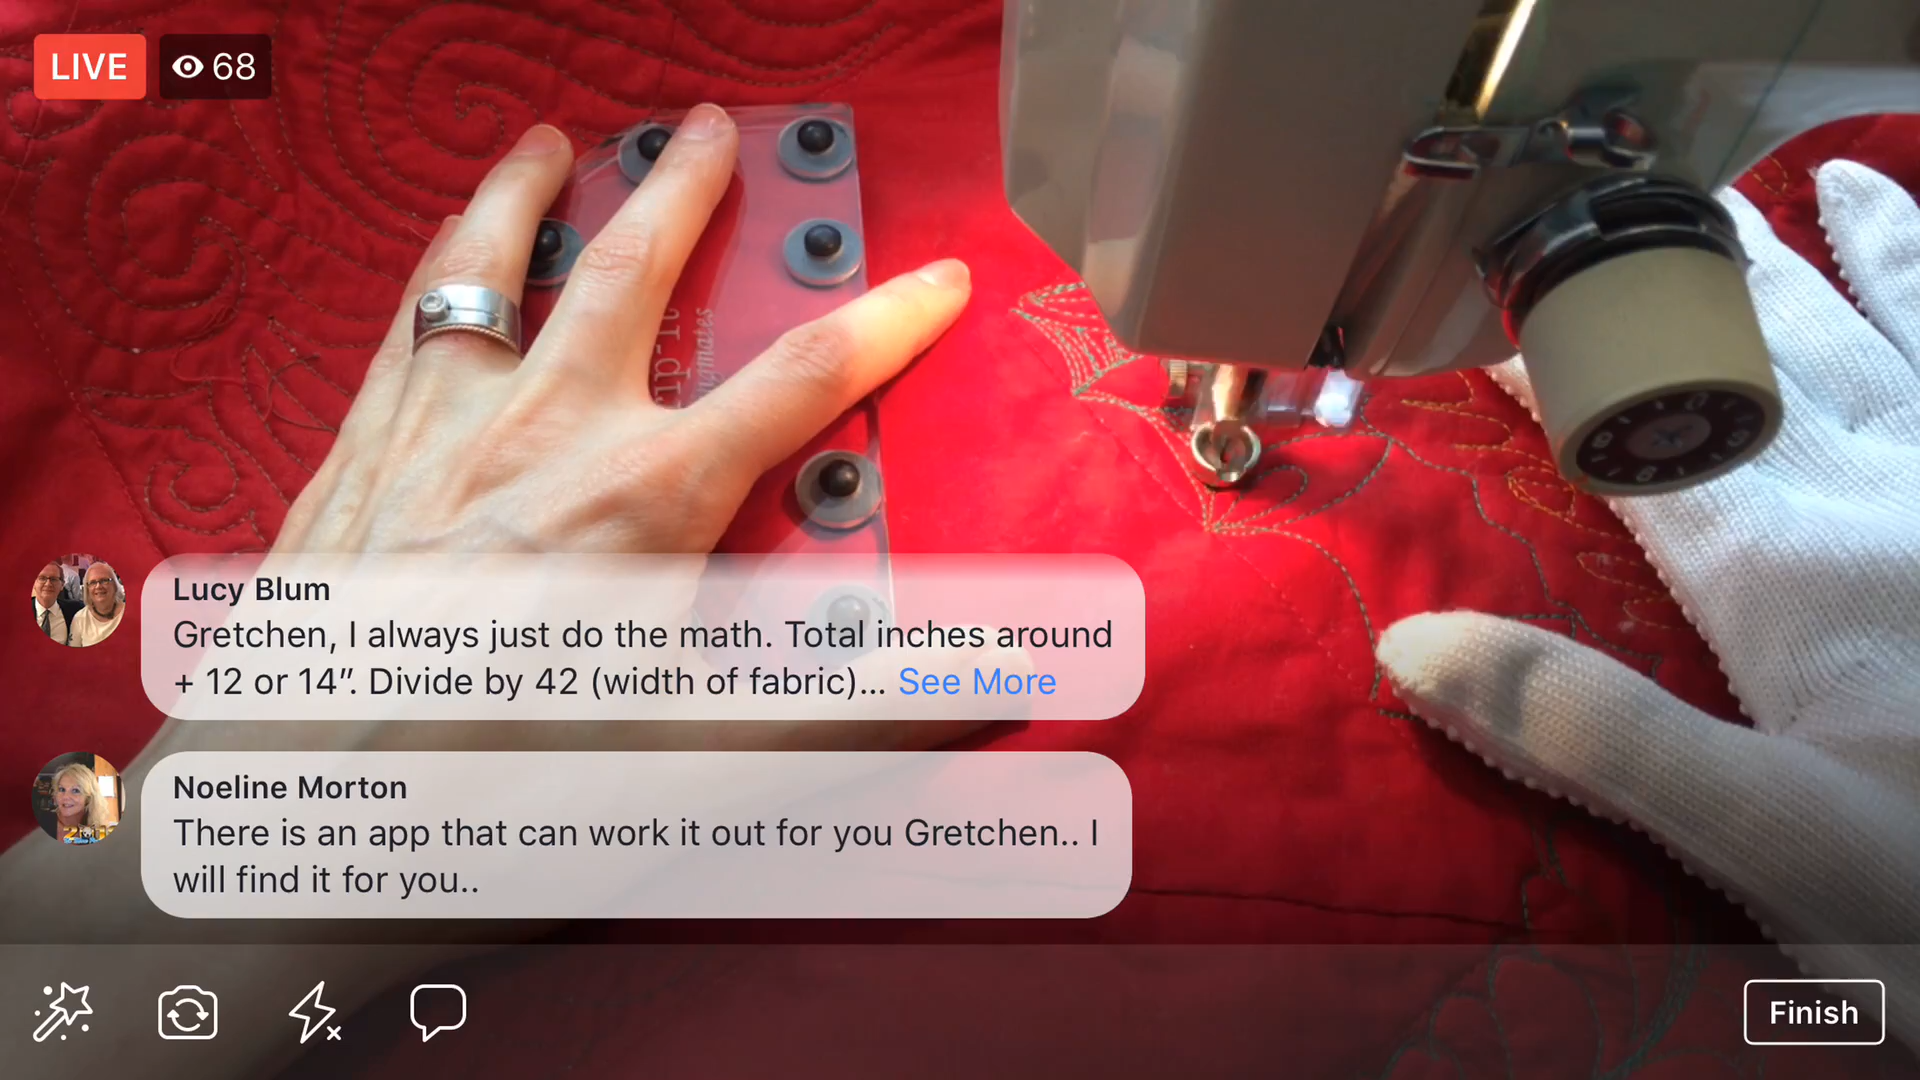 LIVE
68
Lucy Blum
Gretchen, I always just do the math. Total inches around
+ 12 or 14”. Divide by 42 (width of fabric)... See More
Noeline Morton
There is an app that can work it out for you Gretchen.. I
will find it for you..
Finish